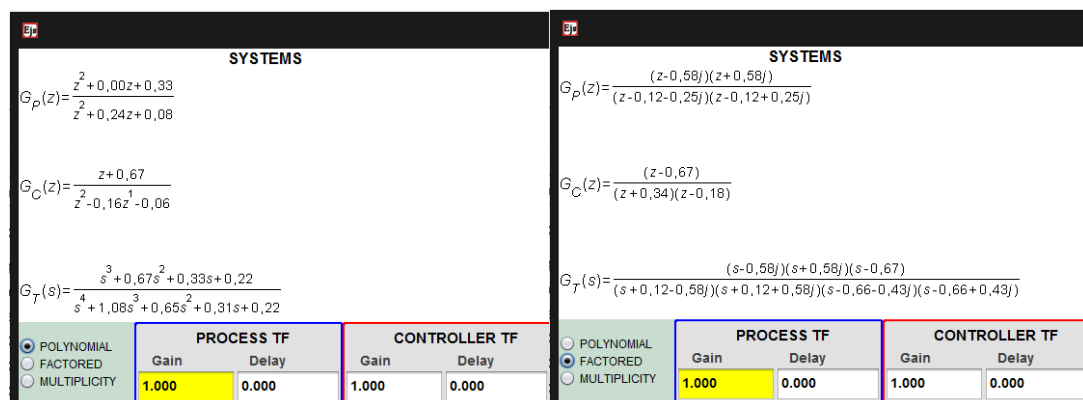 Ejs
SYSTEMS
G_P(z)=(z^2+0,00z+0,33)/(z^2+0,24z+0,08)
G_C(z)=(z+0,67)/(z^2-0,16z^1-0,06)
G_T(s)=(s^3+0,67s^2+0,33s+0,22)/(s^4+1,08s^3+0,65s^2+0,31s+0,22)
POLYNOMIAL
FACTORED
MULTIPLICITY
PROCESS TF
Gain Delay
1.000 0.000
CONTROLLER TF
Gain Delay
1.000 0.000
Ejs
SYSTEMS
G_P(z)=(z-0,58j)(z+0,58j)/(z-0,12-0,25j)(z-0,12+0,25j)
G_C(z)=(z-0,67)/(z+0,34)(z-0,18)
G_T(s)=(s-0,58j)(s+0,58j)(s-0,67)/(s+0,12-0,58j)(s+0,12+0,58j)(s-0,66-0,43j)(s-0,66+0,43j)
POLYNOMIAL
FACTORED
MULTIPLICITY
PROCESS TF
Gain Delay
1.000 0.000
CONTROLLER TF
Gain Delay
1.000 0.000